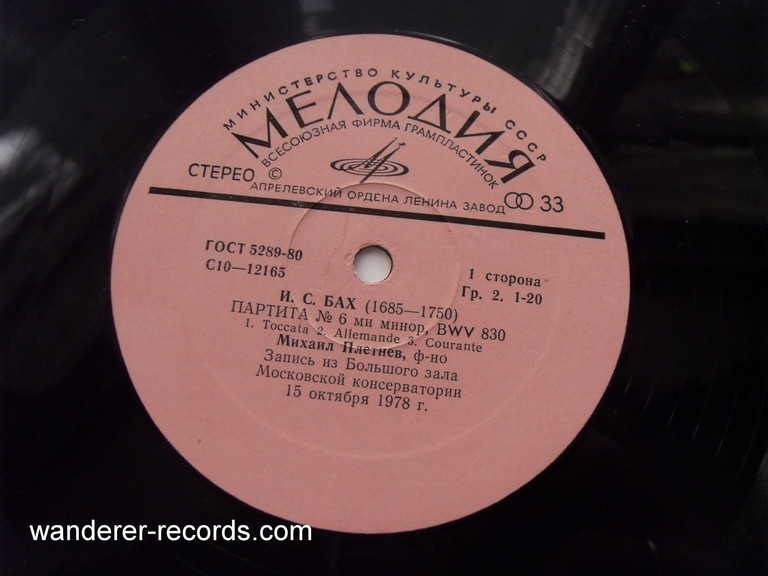 МИНИСТЕРСТВО КУЛЬТУРЫ СССР
МЕЛОДИЯ
ВСЕСОЮЗНАЯ ФИРМА ГРАМПЛАСТИНОК
СТЕРЕО ©
АПРЕЛЕВСКИЙ ОРДЕНА ЛЕНИНА ЗАВОД
33
ГОСТ 5289-80
С10—12165
1 сторона
Гр. 2. 1-20
И. С. БАХ (1685—1750)
ПАРТИТА № 6 ми минор, BWV 830
1. Toccata 2. Allemande 3. Courante
Михаил Плетнев, ф-но
Запись из Большого зала
Московской консерватории
15 октября 1978 г.
wanderer-records.com